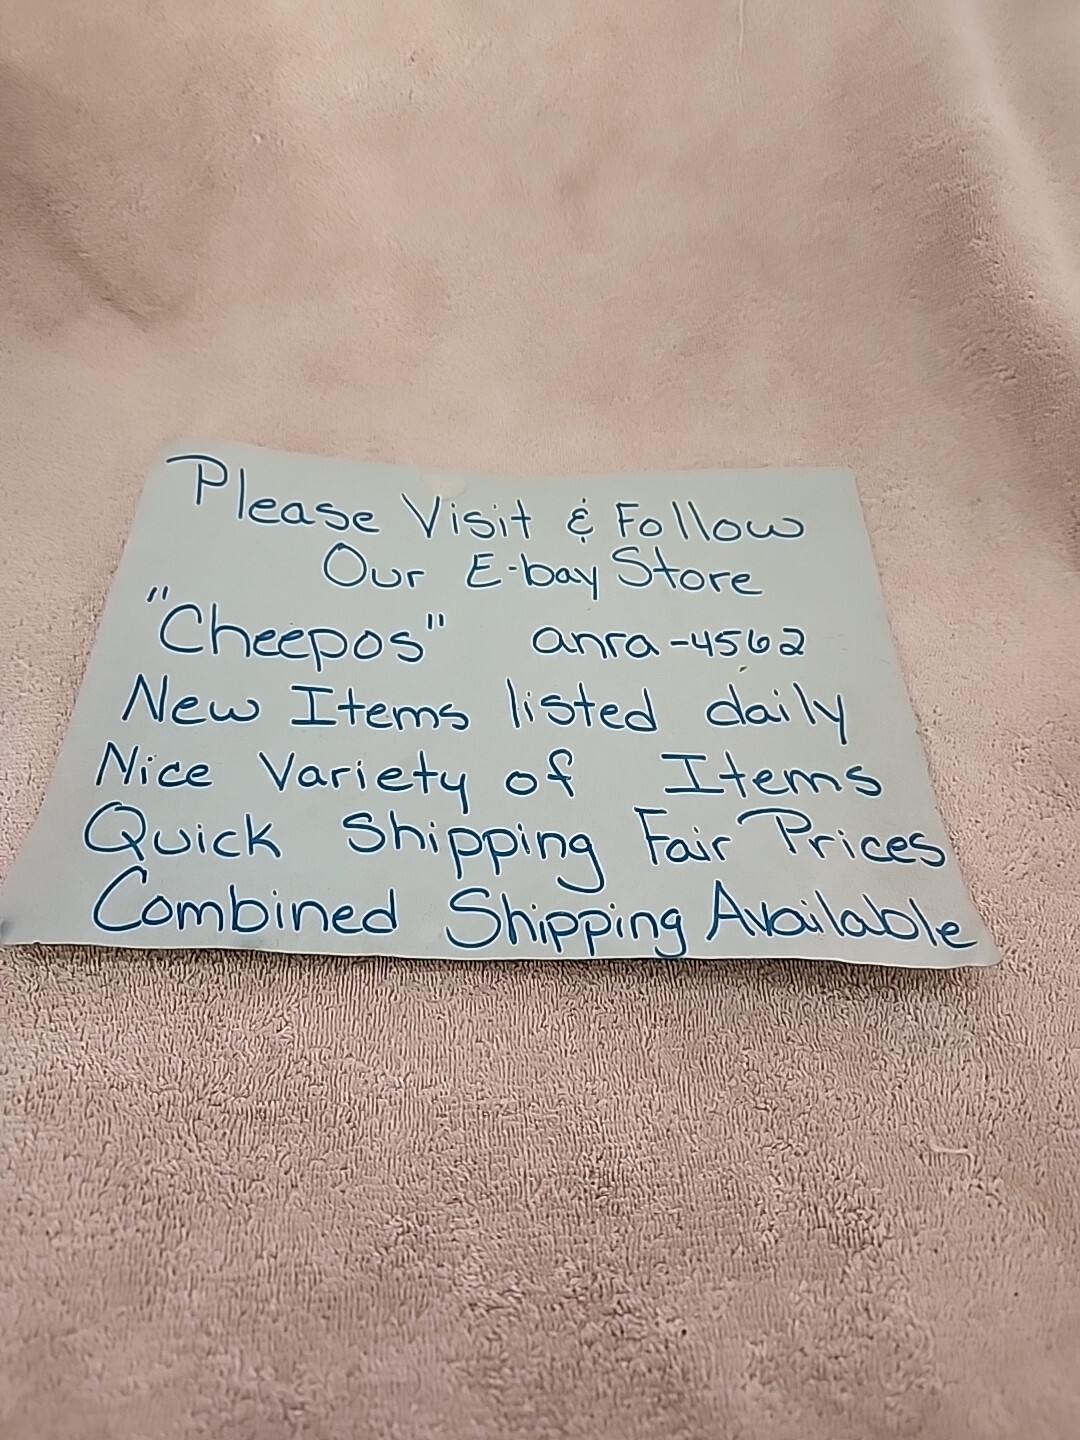 Please Visit & Follow
Our E-bay Store
"Cheepos" anra-4562
New Items listed daily
Nice Variety of Items
Quick Shipping Fair Prices
Combined Shipping Available